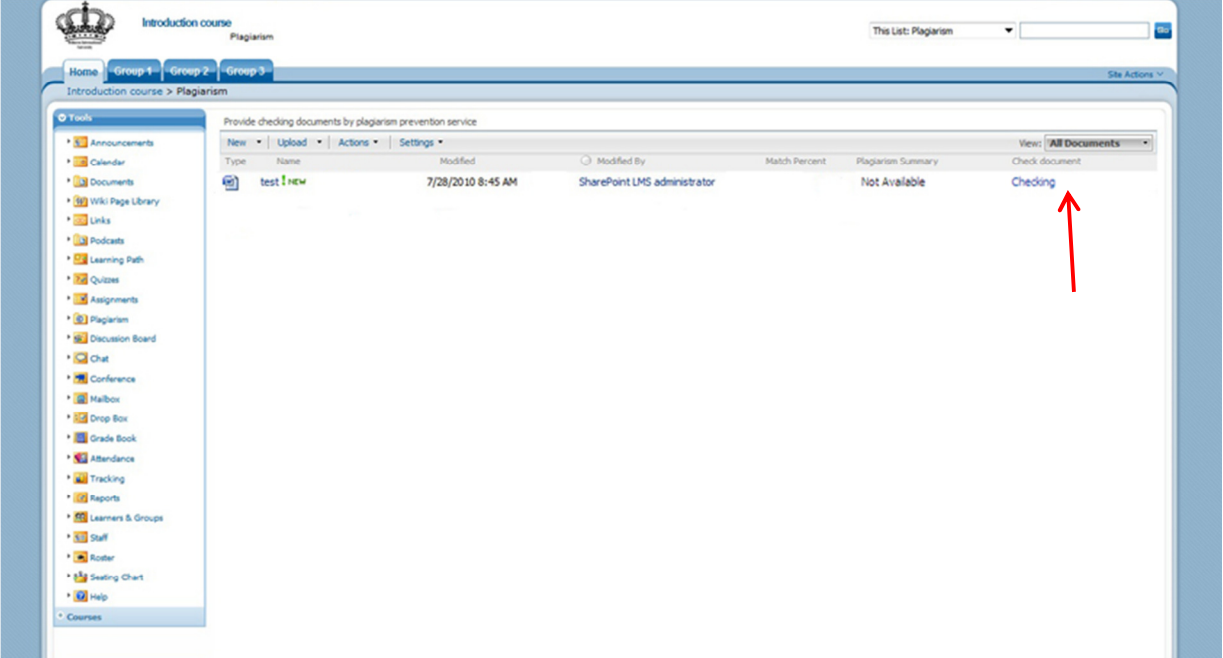 Introduction course
Plagiarism
This List: Plagiarism
Go
Home Group 1 Group 2 Group 3
Site Actions
Introduction course > Plagiarism
Tools
Announcements
Calendar
Documents
Wiki Page Library
Links
Podcasts
Learning Path
Quizzes
Assignments
Plagiarism
Discussion Board
Chat
Conference
Mailbox
Drop Box
Grade Book
Attendance
Tracking
Reports
Learners & Groups
Staff
Roster
Seating Chart
Help
Courses
Provide checking documents by plagiarism prevention service
New Upload Actions Settings View: All Documents
Type Name Modified Modified By Match Percent Plagiarism Summary Check document
test ! NEW 7/28/2010 8:45 AM SharePoint LMS administrator Not Available Checking